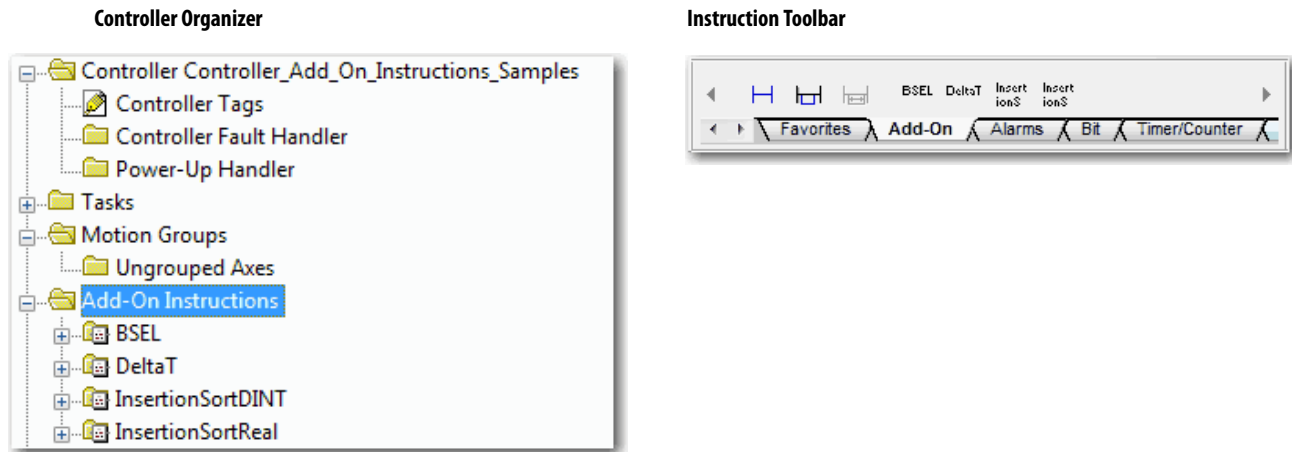 Controller Organizer
Controller Controller_Add_On_Instructions_Samples
Controller Tags
Controller Fault Handler
Power-Up Handler
Tasks
Motion Groups
Ungrouped Axes
Add-On Instructions
BSEL
DeltaT
InsertionSortDINT
InsertionSortReal
Instruction Toolbar
BSEL DeltaT Insert Insert
ionS ionS
Favorites Add-On Alarms Bit Timer/Counter